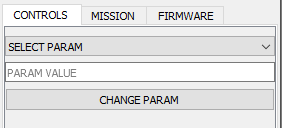 CONTROLS MISSION FIRMWARE
SELECT PARAM
PARAM VALUE
CHANGE PARAM